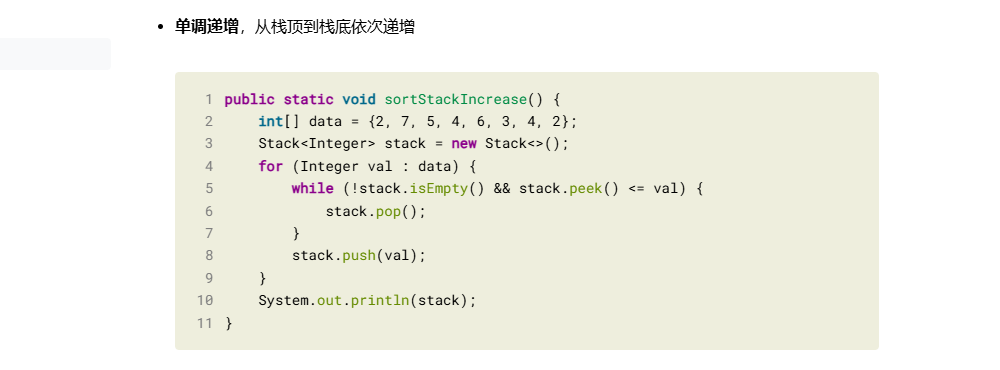 • 单调递增，从栈顶到栈底依次递增
1 public static void sortStackIncrease() {
2     int[] data = {2, 7, 5, 4, 6, 3, 4, 2};
3     Stack<Integer> stack = new Stack<>();
4     for (Integer val : data) {
5         while (!stack.isEmpty() && stack.peek() <= val) {
6             stack.pop();
7         }
8         stack.push(val);
9     }
10     System.out.println(stack);
11 }